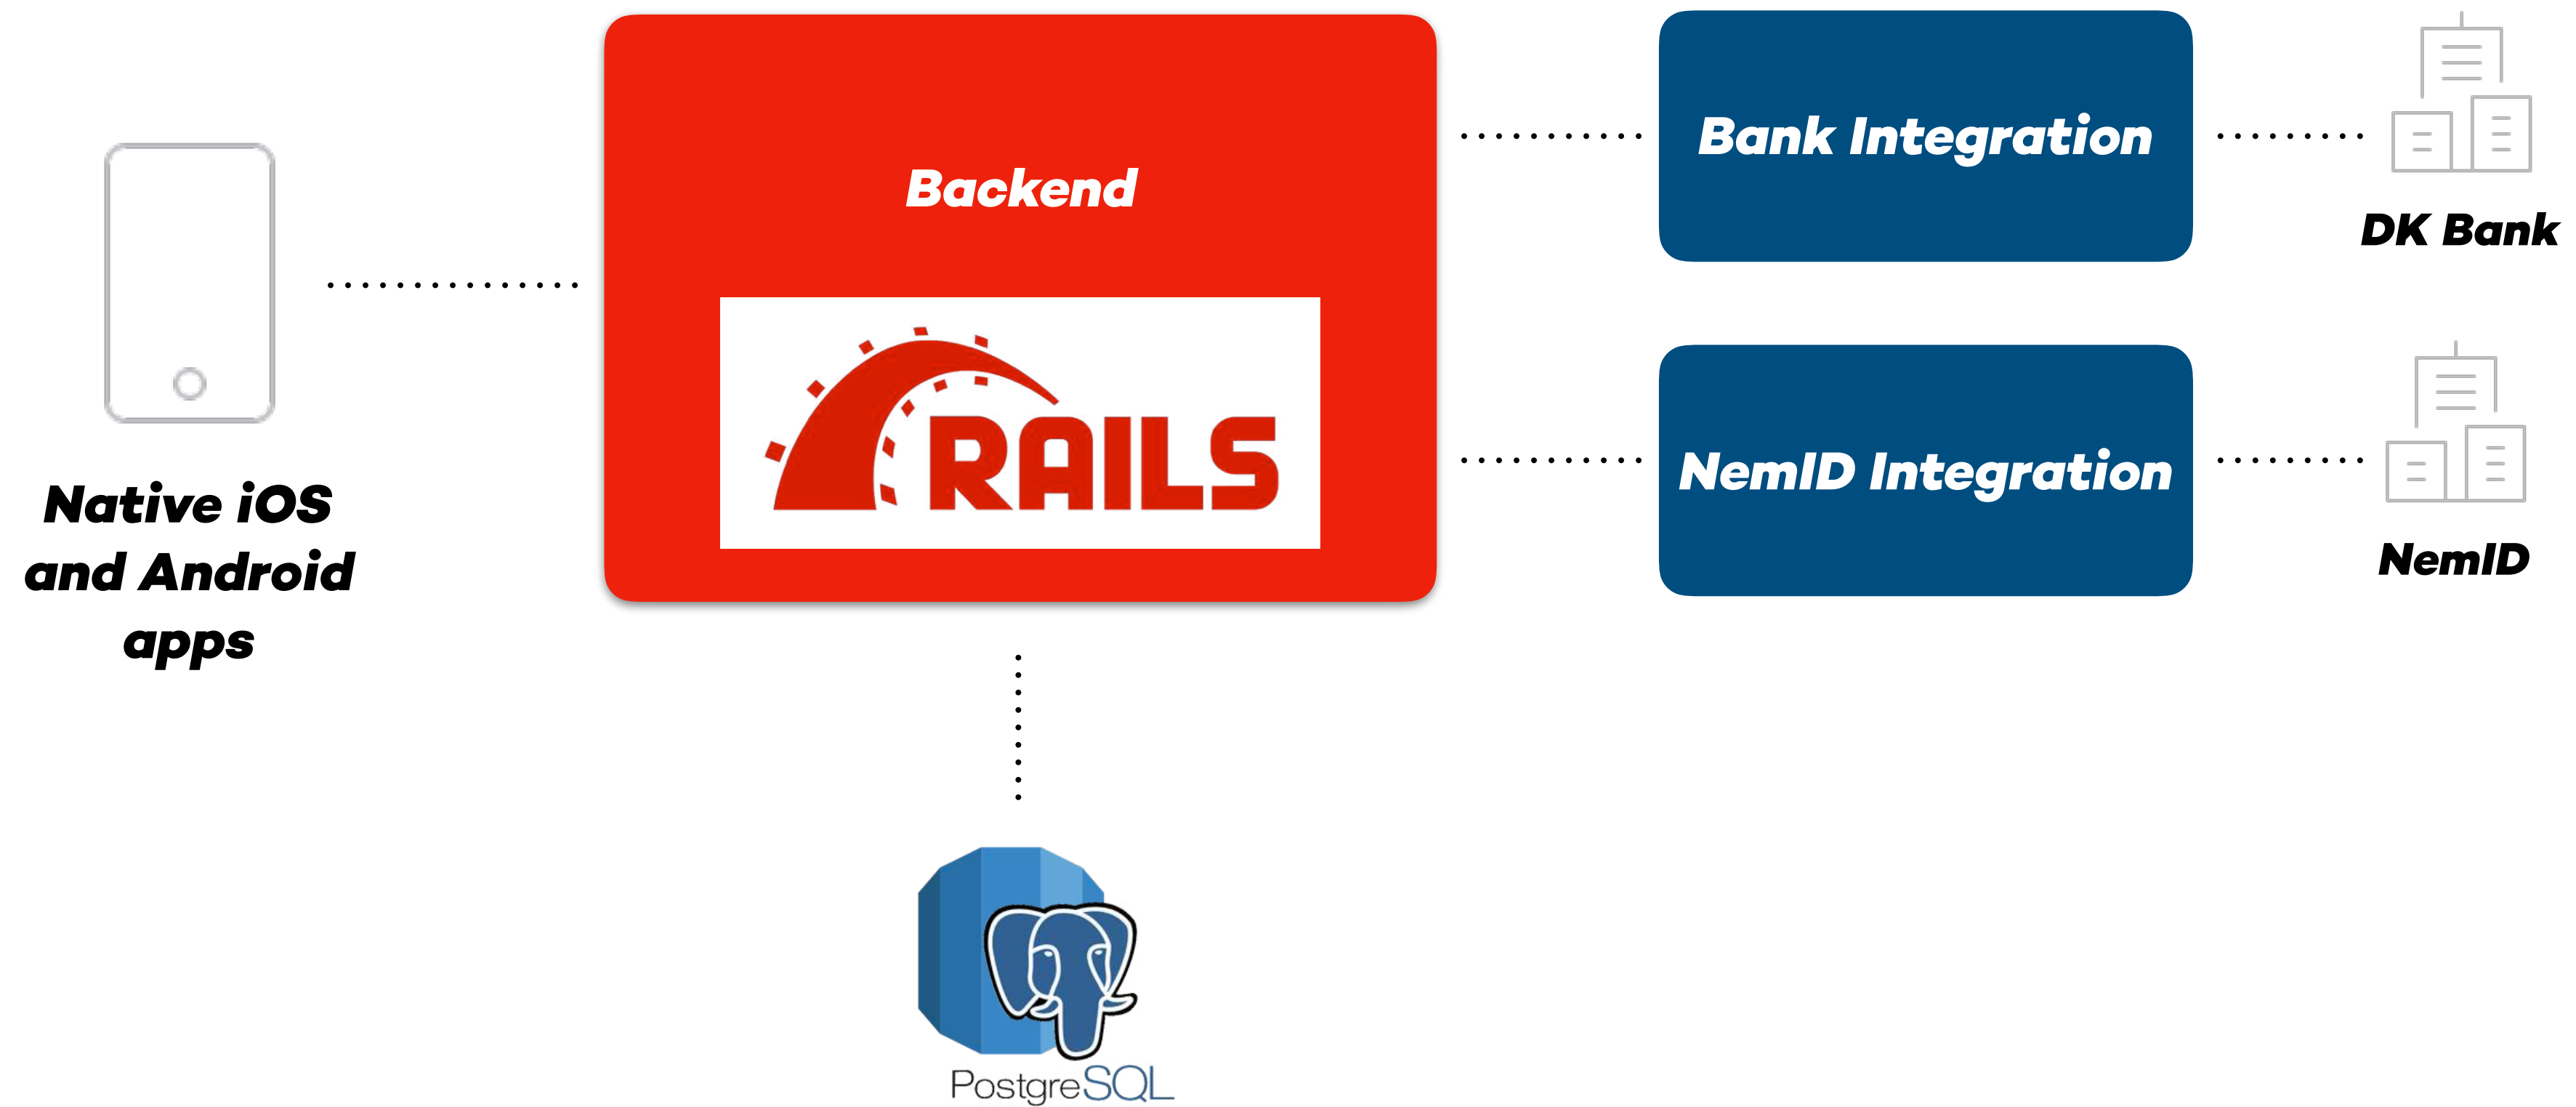 Native iOS
and Android
apps
Backend
RAILS
PostgreSQL
Bank Integration
NemID Integration
DK Bank
NemID